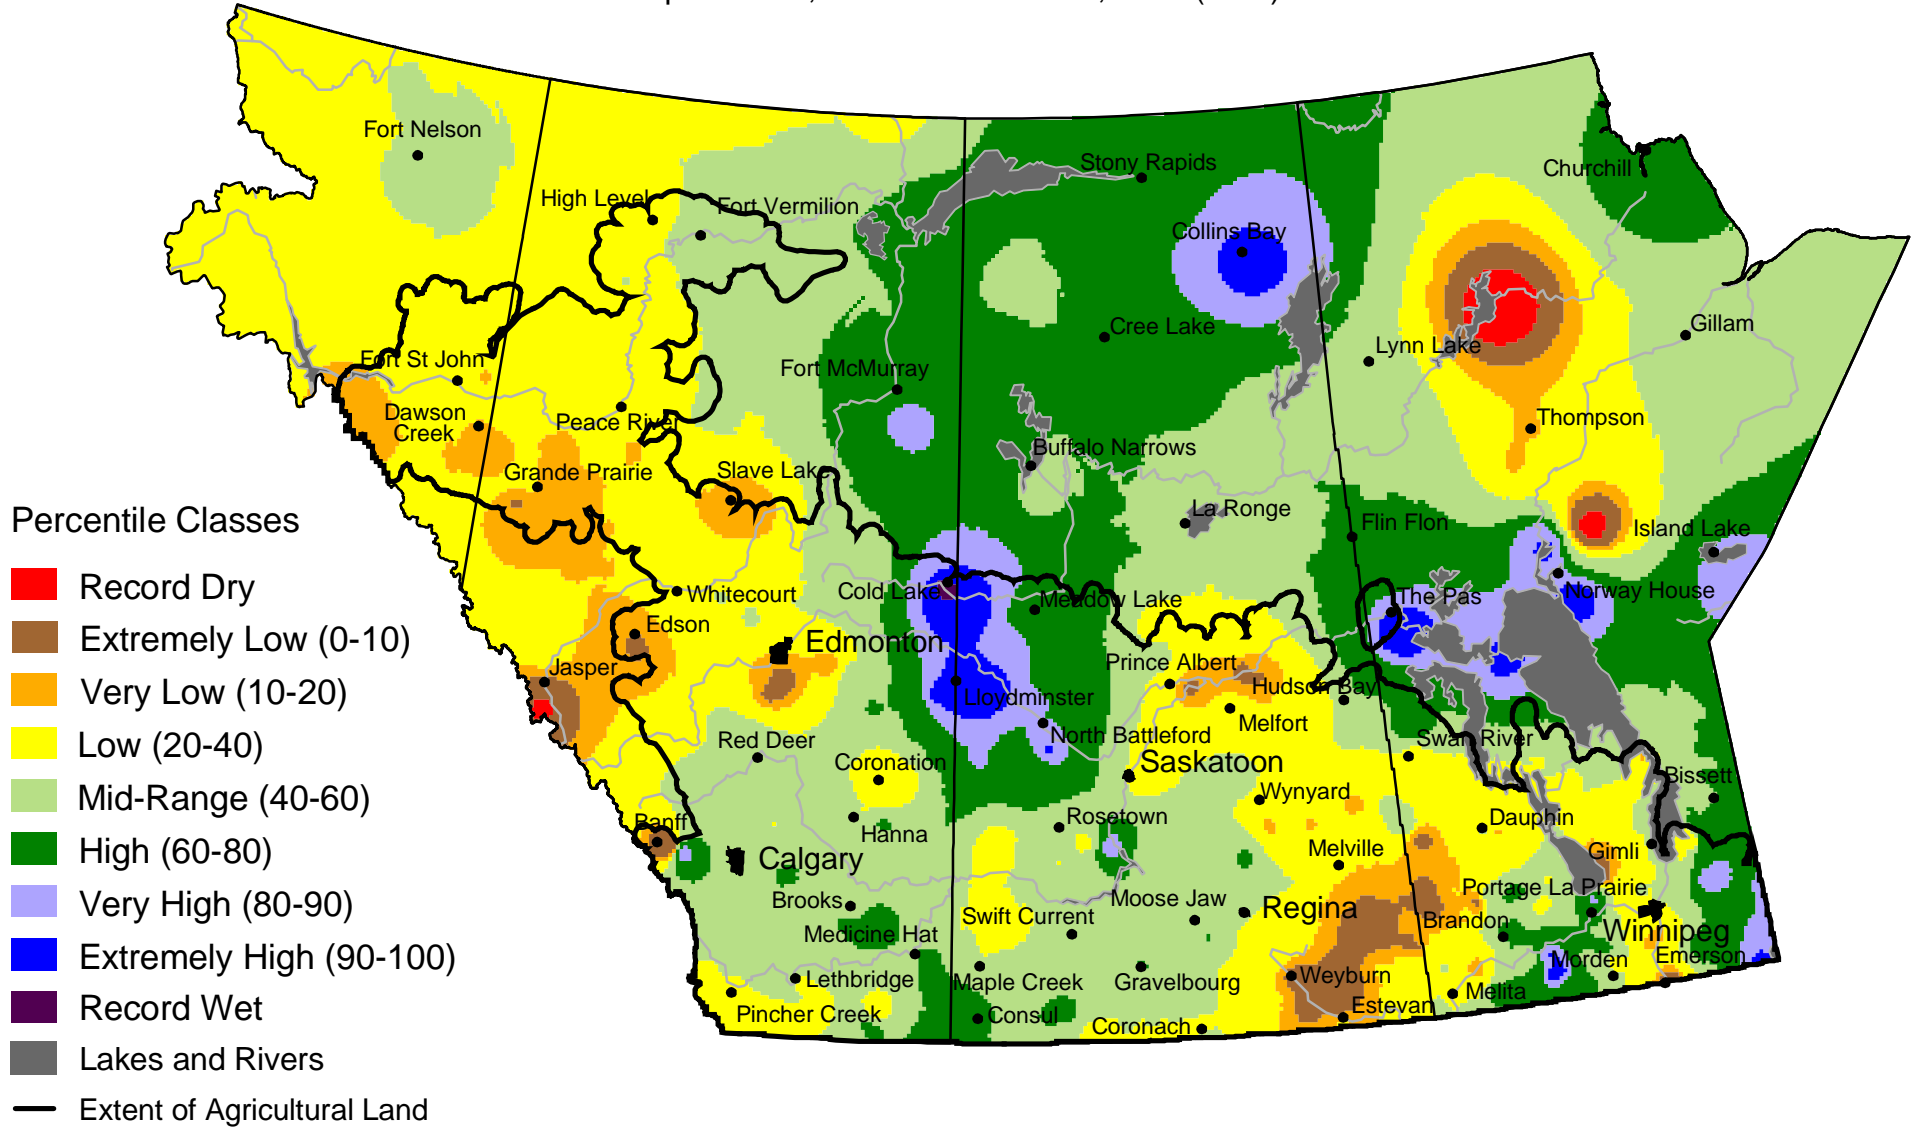 Fort Nelson
High Level
Fort Vermilion
Stony Rapids
Collins Bay
Churchill
Fort St John
Dawson
Creek
Peace River
Grande Prairie
Slave Lake
Fort McMurray
Cree Lake
Buffalo Narrows
La Ronge
Lynn Lake
Gillam
Thompson
Flin Flon
Island Lake
Norway House
The Pas
Whitecourt
Edson
Jasper
Edmonton
Cold Lake
Meadow Lake
Lloydminster
North Battleford
Prince Albert
Hudson Bay
Melfort
Saskatoon
Swan River
Bissett
Red Deer
Coronation
Hanna
Banff
Calgary
Brooks
Medicine Hat
Lethbridge
Pincher Creek
Rosetown
Wynyard
Melville
Dauphin
Gimli
Portage La Prairie
Brandon
Winnipeg
Morden
Emerson
Swift Current
Moose Jaw
Regina
Maple Creek
Gravelbourg
Weyburn
Estevan
Melita
Consul
Coronach
Percentile Classes
Record Dry
Extremely Low (0-10)
Very Low (10-20)
Low (20-40)
Mid-Range (40-60)
High (60-80)
Very High (80-90)
Extremely High (90-100)
Record Wet
Lakes and Rivers
Extent of Agricultural Land